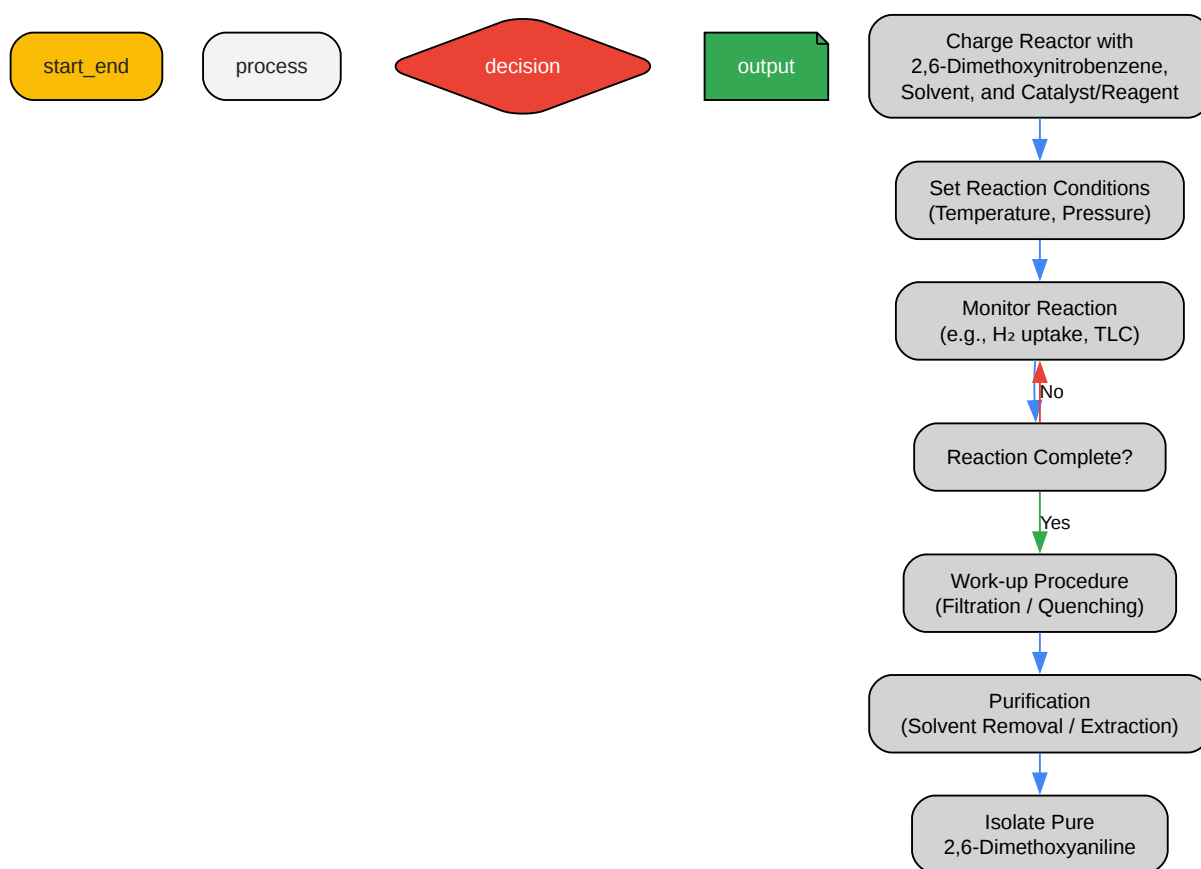 start_end
process
decision
output
Charge Reactor with
2,6-Dimethoxynitrobenzene,
Solvent, and Catalyst/Reagent
Set Reaction Conditions
(Temperature, Pressure)
Monitor Reaction
(e.g., H₂ uptake, TLC)
No
Reaction Complete?
Yes
Work-up Procedure
(Filtration / Quenching)
Purification
(Solvent Removal / Extraction)
Isolate Pure
2,6-Dimethoxyaniline